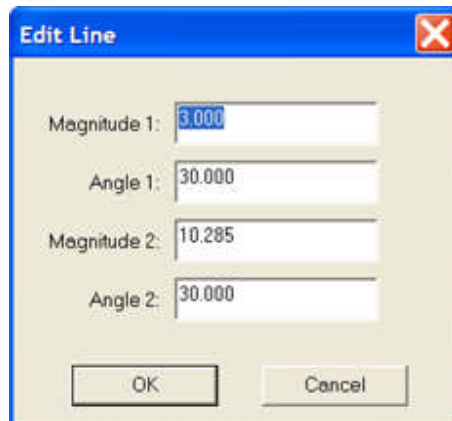 Edit Line
Magnitude 1: 3.000
Angle 1: 30.000
Magnitude 2: 10.285
Angle 2: 30.000
OK Cancel